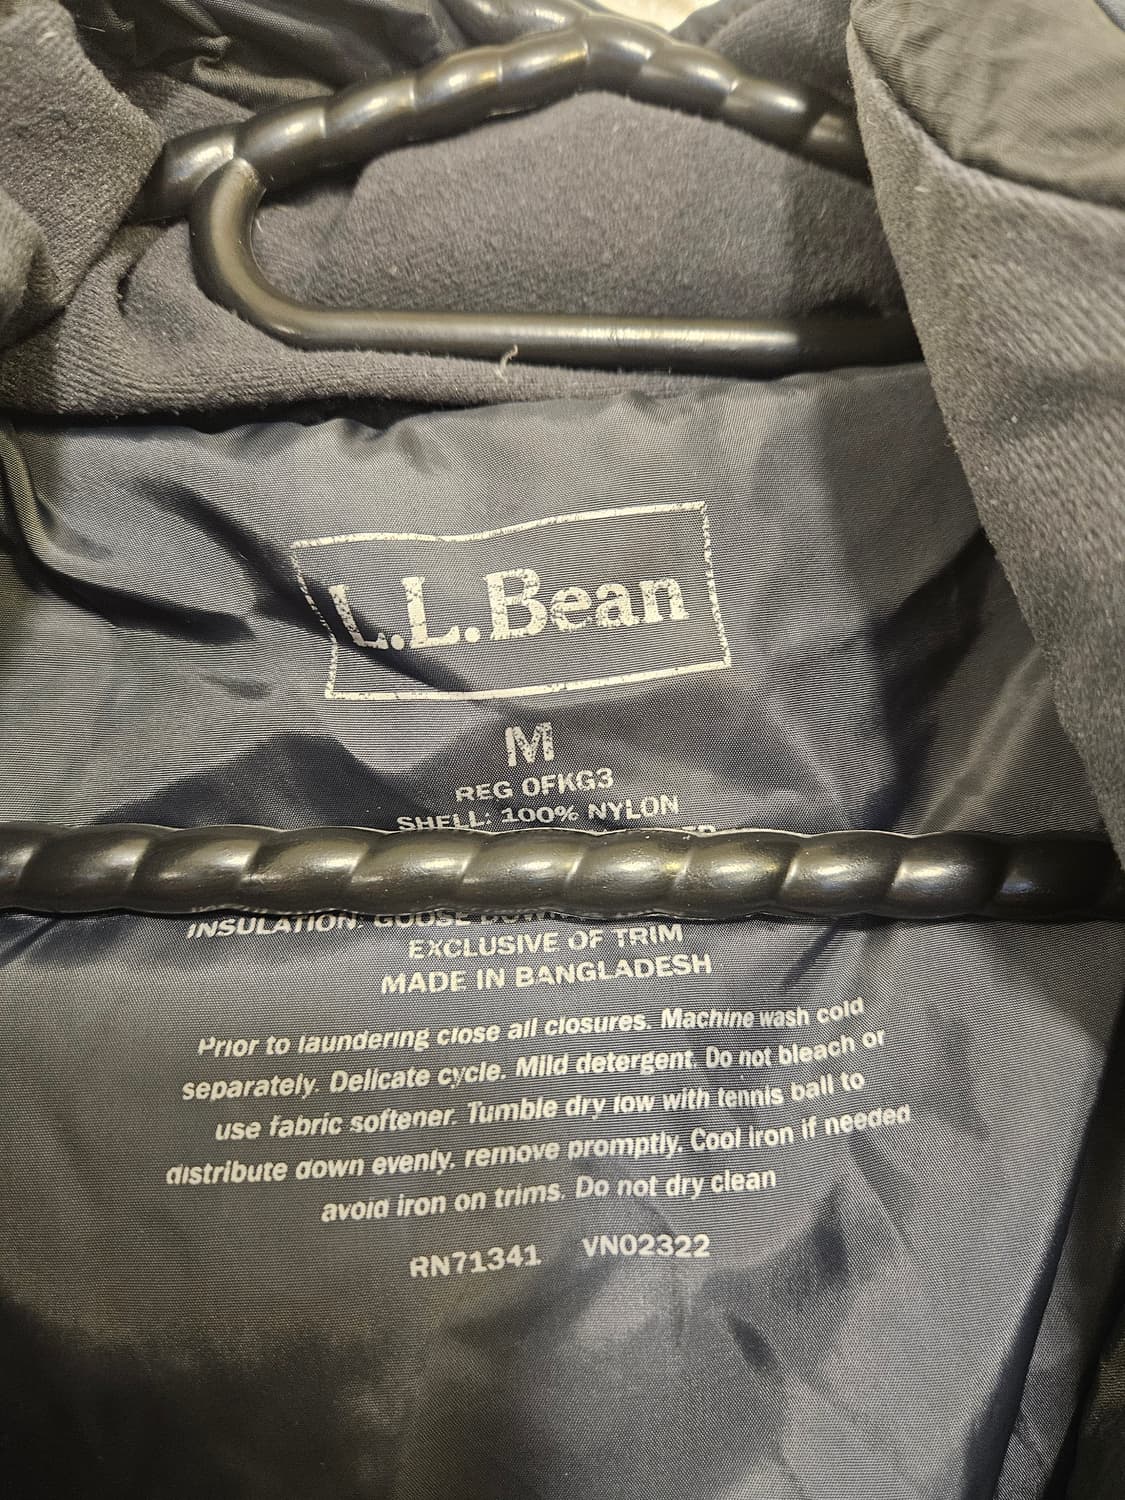 L.L.Bean
M
REG 0FKG3
SHELL: 100% NYLON
INSULATION: GOOSE DOWN
EXCLUSIVE OF TRIM
MADE IN BANGLADESH
Prior to laundering close all closures. Machine wash cold
separately. Delicate cycle. Mild detergent. Do not bleach or
use fabric softener. Tumble dry low with tennis ball to
distribute down evenly. remove promptly. Cool iron if needed
avoid iron on trims. Do not dry clean
RN71341 VN02322